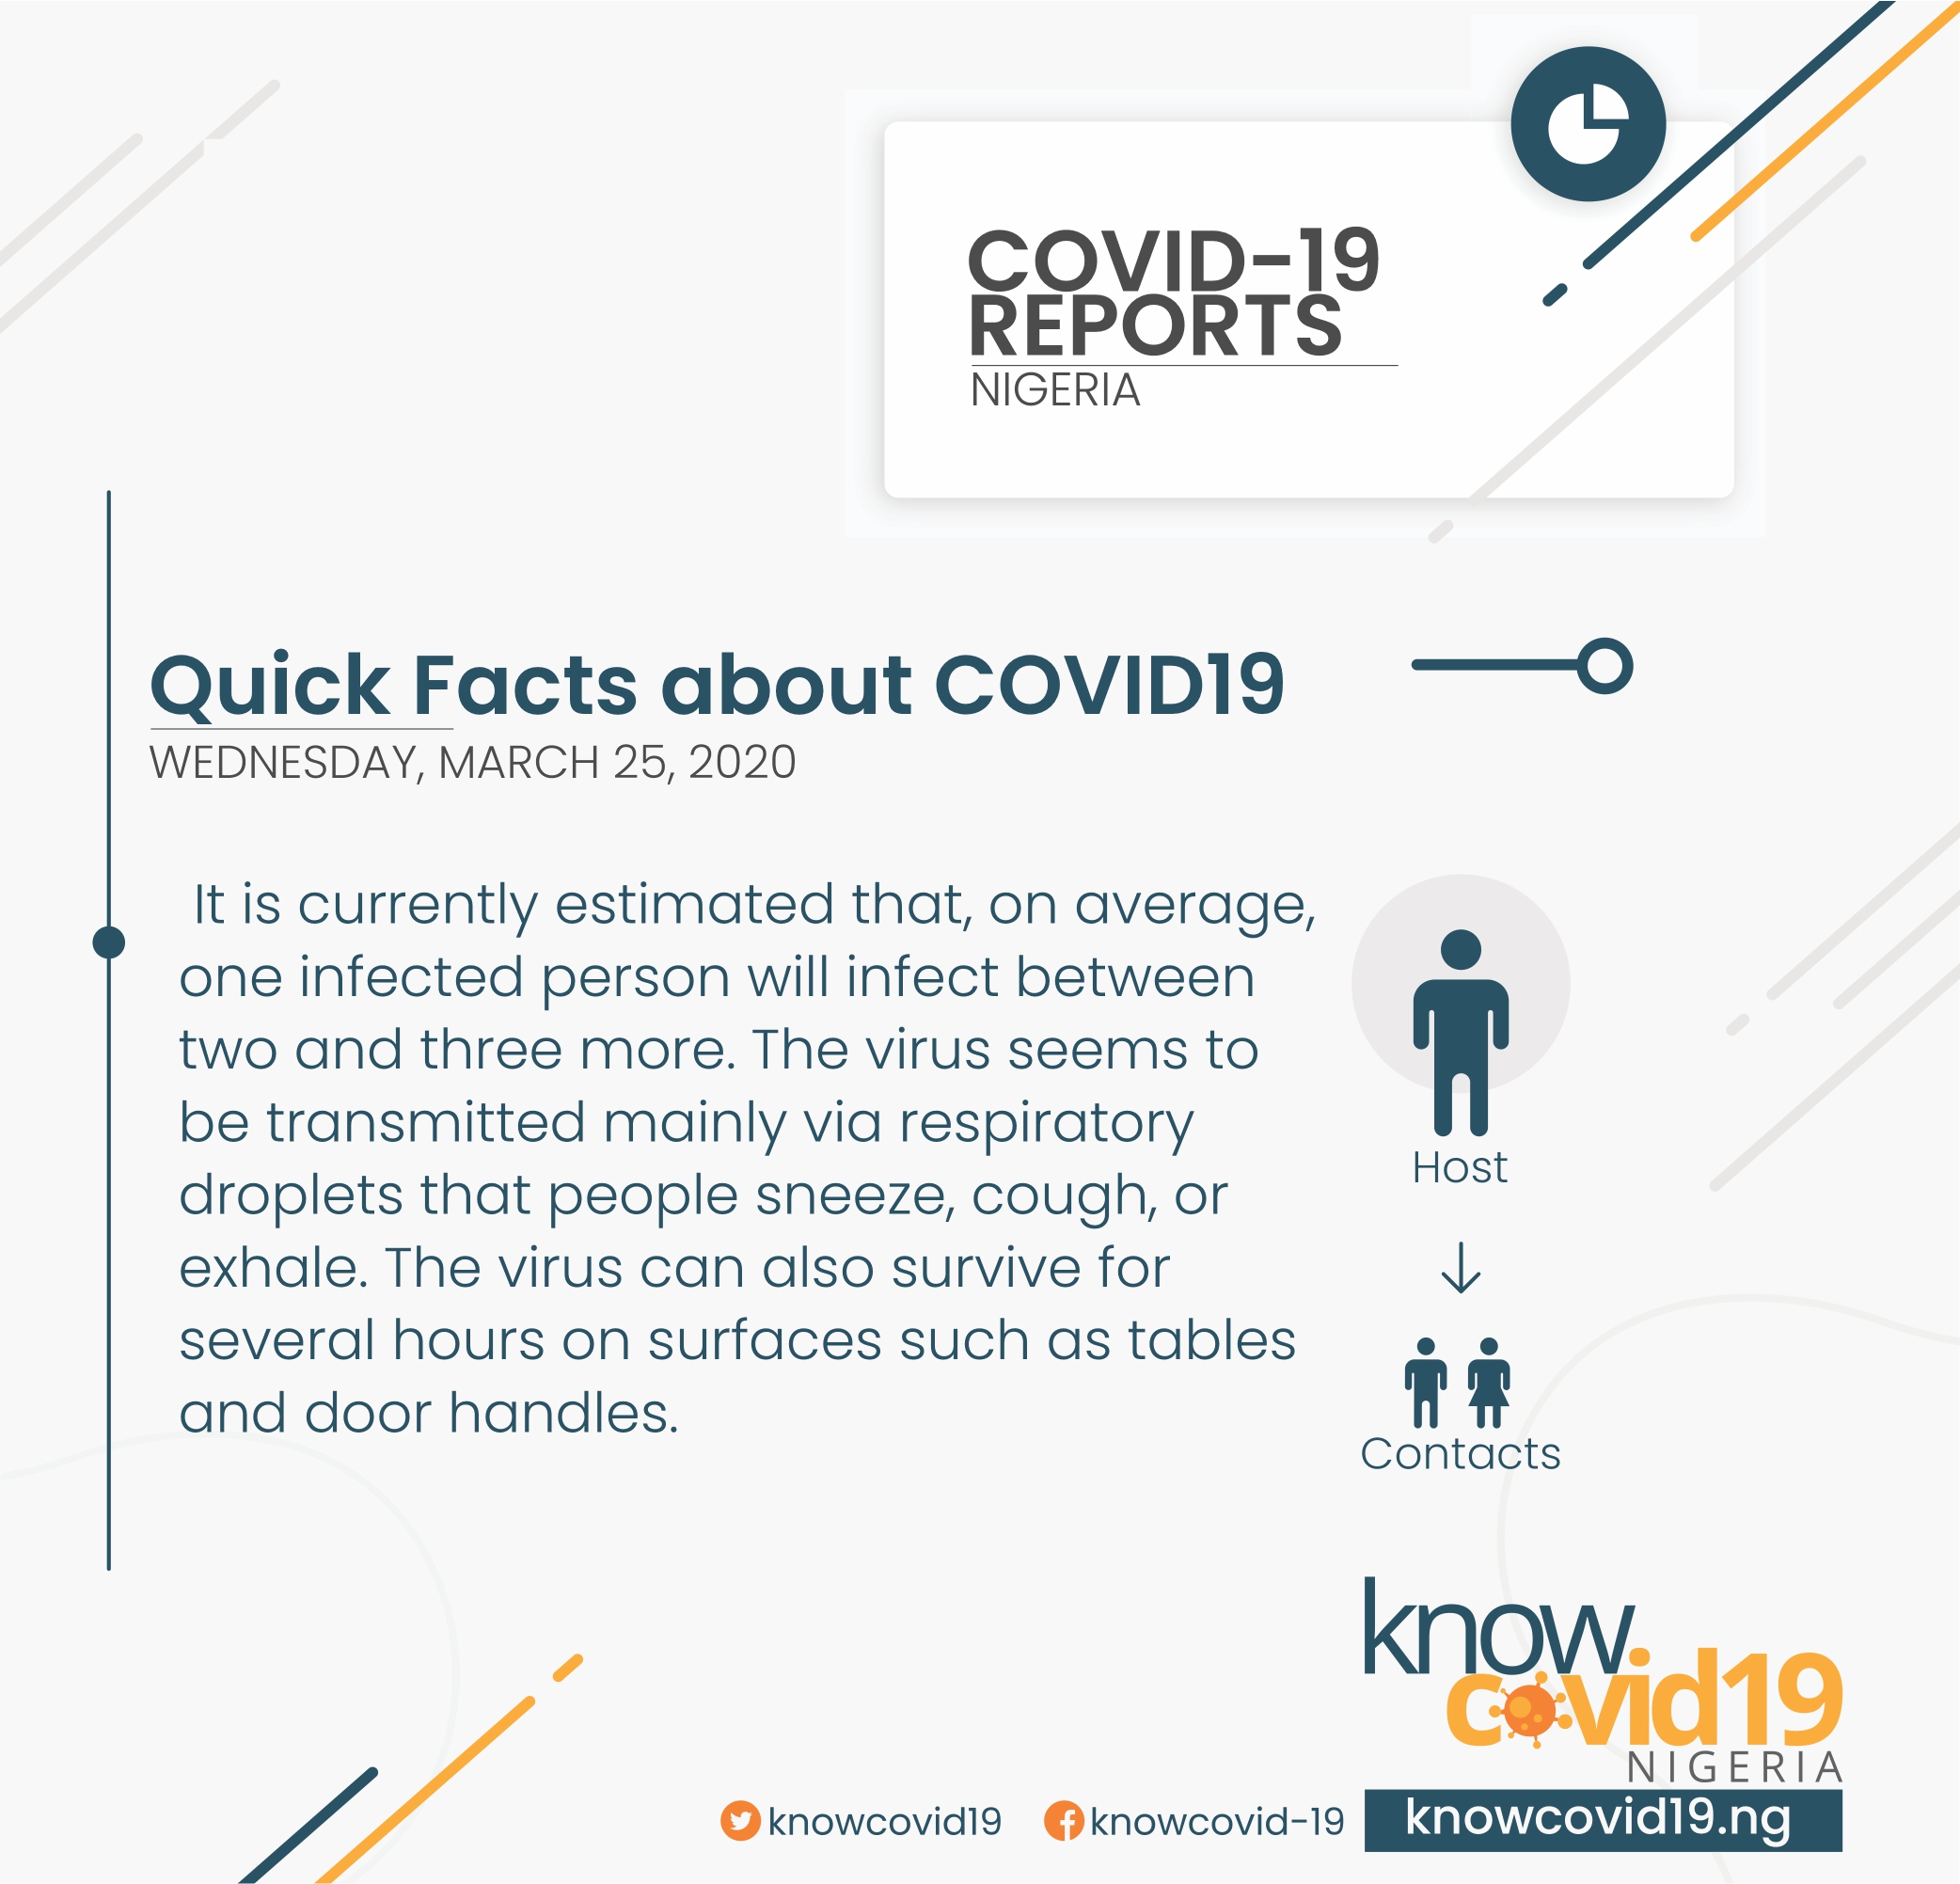 COVID-19
REPORTS
NIGERIA
Quick Facts about COVID19
WEDNESDAY, MARCH 25, 2020
It is currently estimated that, on average,
one infected person will infect between
two and three more. The virus seems to
be transmitted mainly via respiratory
droplets that people sneeze, cough, or
exhale. The virus can also survive for
several hours on surfaces such as tables
and door handles.
Host
Contacts
know
covid19
NIGERIA
knowcovid19 knowcovid-19 knowcovid19.ng